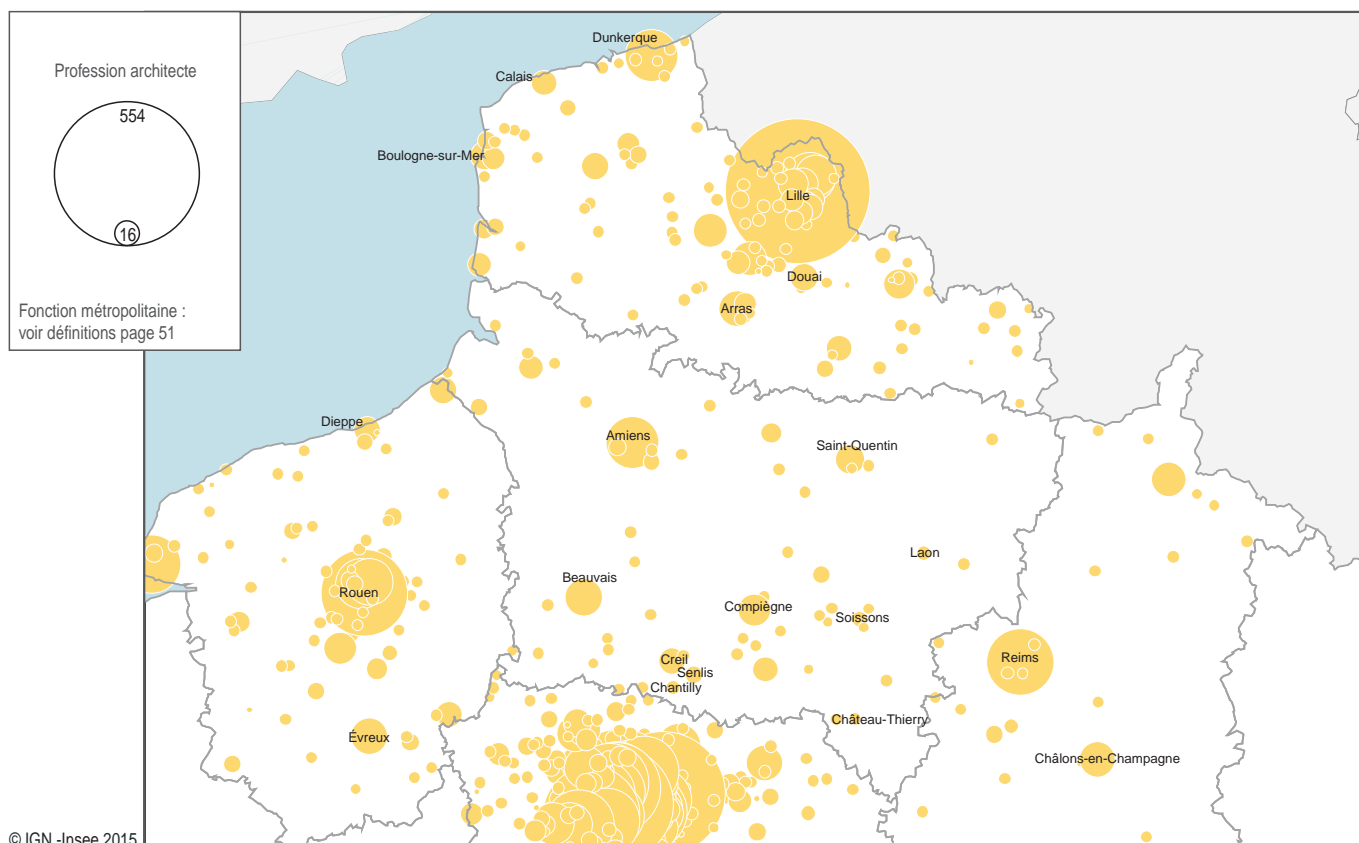 Profession architecte
554
16
Fonction métropolitaine :
voir définitions page 51
Dunkerque
Calais
Boulogne-sur-Mer
Lille
Douai
Arras
Dieppe
Amiens
Saint-Quentin
Laon
Rouen
Beauvais
Compiègne
Soissons
Creil
Senlis
Chantilly
Reims
Château-Thierry
Évreux
Châlons-en-Champagne
© IGN -Insee 2015